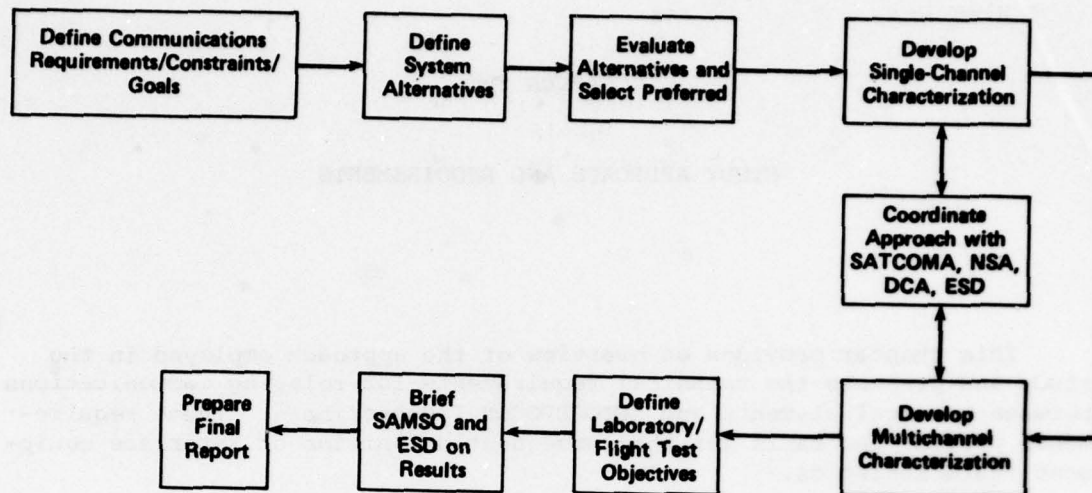 Define Communications
Requirements/Constraints/
Goals
Define
System
Alternatives
Evaluate
Alternatives and
Select Preferred
Develop
Single-Channel
Characterization
Coordinate
Approach with
SATCOMA, NSA,
DCA, ESD
Develop
Multichannel
Characterization
Define
Laboratory/
Flight Test
Objectives
Brief
SAMSO and
ESD on
Results
Prepare
Final
Report